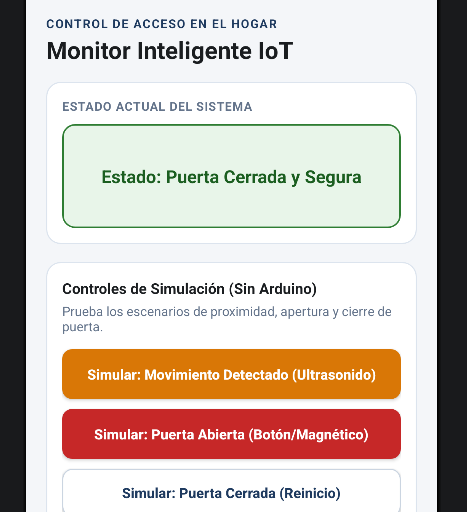 CONTROL DE ACCESO EN EL HOGAR
Monitor Inteligente IoT
ESTADO ACTUAL DEL SISTEMA
Estado: Puerta Cerrada y Segura
Controles de Simulación (Sin Arduino)
Prueba los escenarios de proximidad, apertura y cierre de
puerta.
Simular: Movimiento Detectado (Ultrasonido)
Simular: Puerta Abierta (Botón/Magnético)
Simular: Puerta Cerrada (Reinicio)